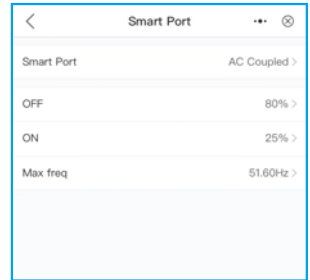 Smart Port
Smart Port AC Coupled >
OFF 80% >
ON 25% >
Max freq 51.60Hz >